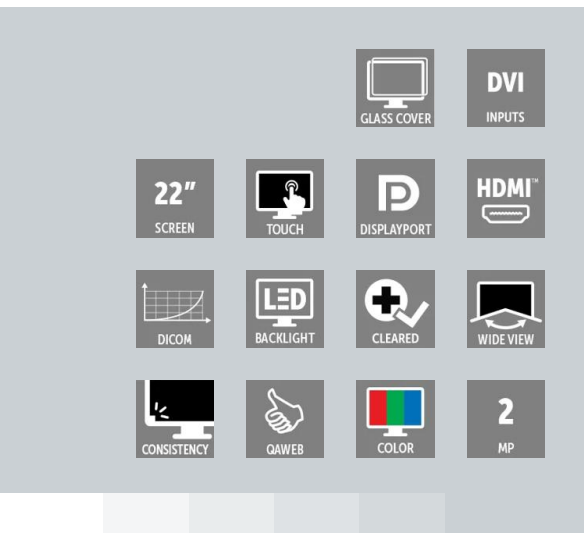 GLASS COVER
DVI
INPUTS
22"
SCREEN
TOUCH
DISPLAYPORT
HDMI™
DICOM
LED
BACKLIGHT
CLEARED
WIDE VIEW
CONSISTENCY
QAWEB
COLOR
2
MP